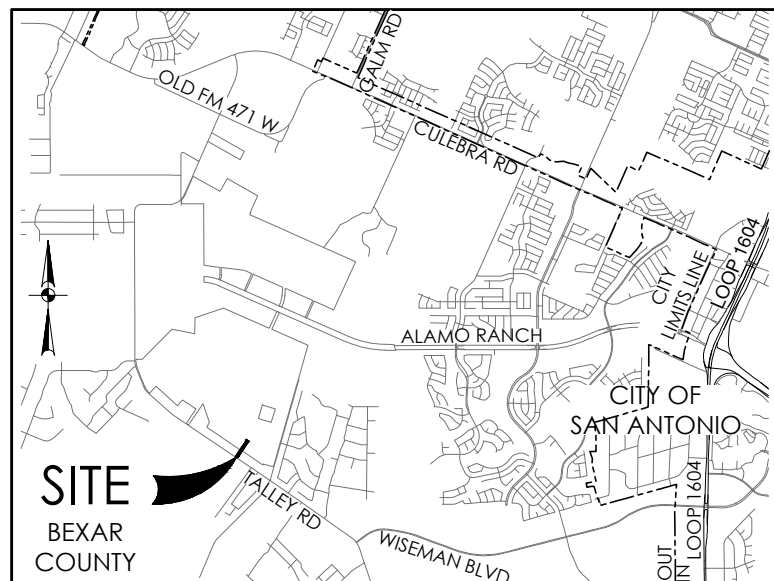 GALM RD
OLD FM 471 W
CULEBRA RD
CITY
LIMITS LINE
LOOP 1604
ALAMO RANCH
CITY OF
SAN ANTONIO
SITE
BEXAR
COUNTY
TALLEY RD
WISEMAN BLVD
LOOP 1604
OUT